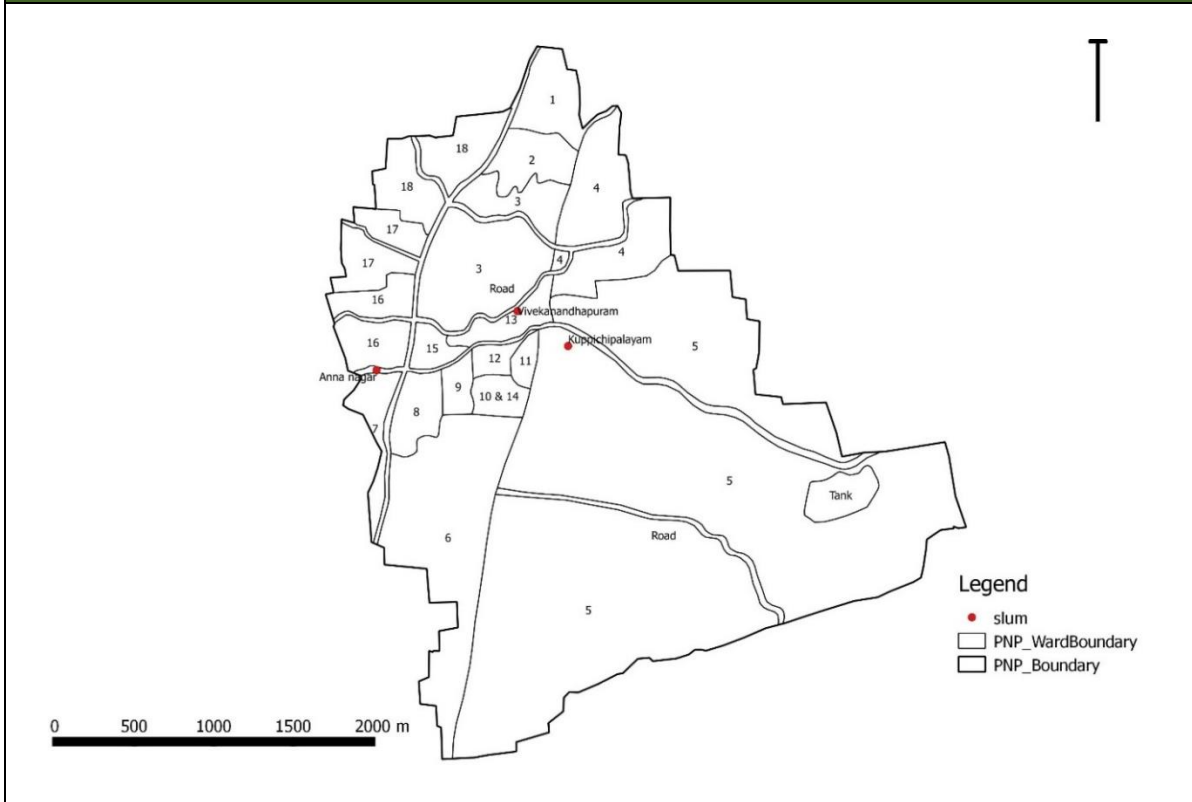 1
18
2
18
4
3
17
4
4
17
3
Road
16
Vivekanandhapuram
13
Kuppichipalayam
16
15
5
12
11
Anna nagar
9
10 & 14
8
7
5
Tank
6
Road
5
Legend
slum
PNP_WardBoundary
PNP_Boundary
0 500 1000 1500 2000 m